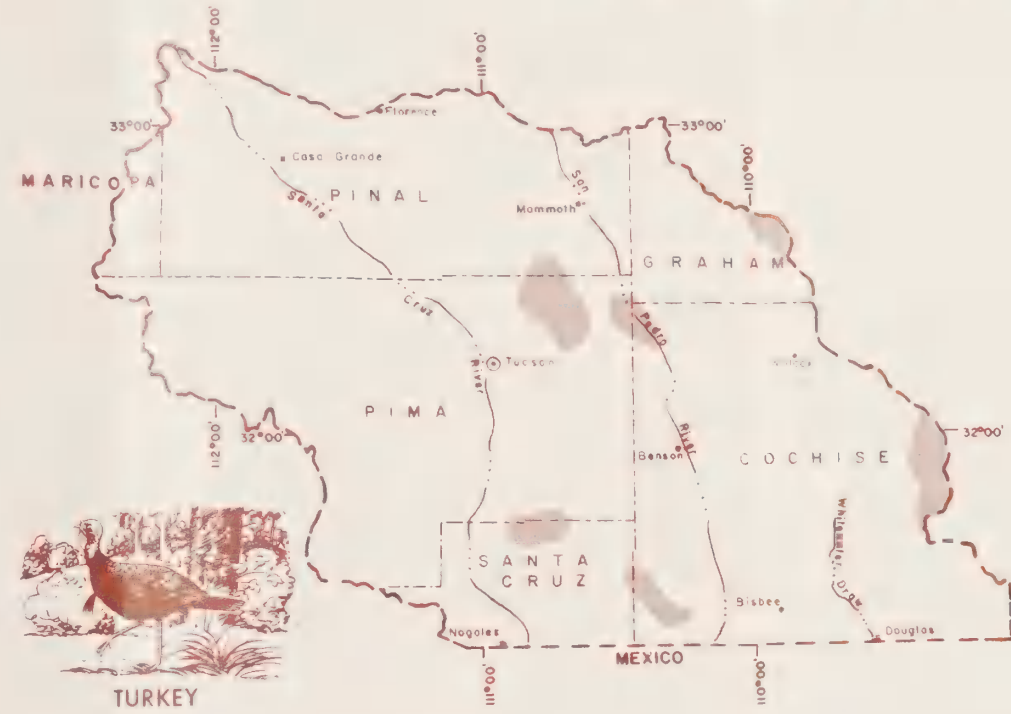 112°00'
111°00'
33°00'
Florence
33°00'
Casa Grande
110°00'
MARICOPA
PINAL
Santa
San
Mammoth
GRAHAM
Cruz
Pedro
River
Tucson
PIMA
32°00'
112°00'
River
32°00'
Benson
COCHISE
Whitewater
Draw
SANTA
CRUZ
Bisbee
Nogales
Douglas
MEXICO
111°00'
110°00'
TURKEY